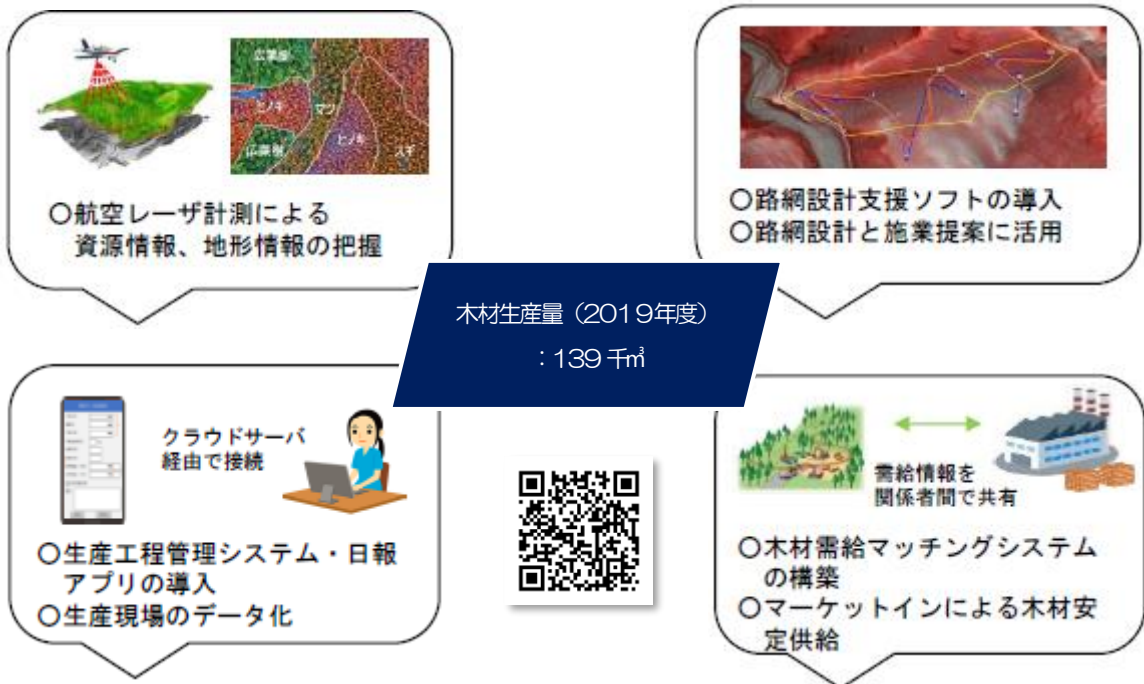 広葉樹
ヒノキ
マツ
ヒノキ
広葉樹
スギ
○航空レーザ計測による
資源情報、地形情報の把握
○路網設計支援ソフトの導入
○路網設計と施業提案に活用
木材生産量（2019年度）
：139 千㎥
クラウドサーバ
経由で接続
○生産工程管理システム・日報
アプリの導入
○生産現場のデータ化
需給情報を
関係者間で共有
○木材需給マッチングシステム
の構築
○マーケットインによる木材安
定供給